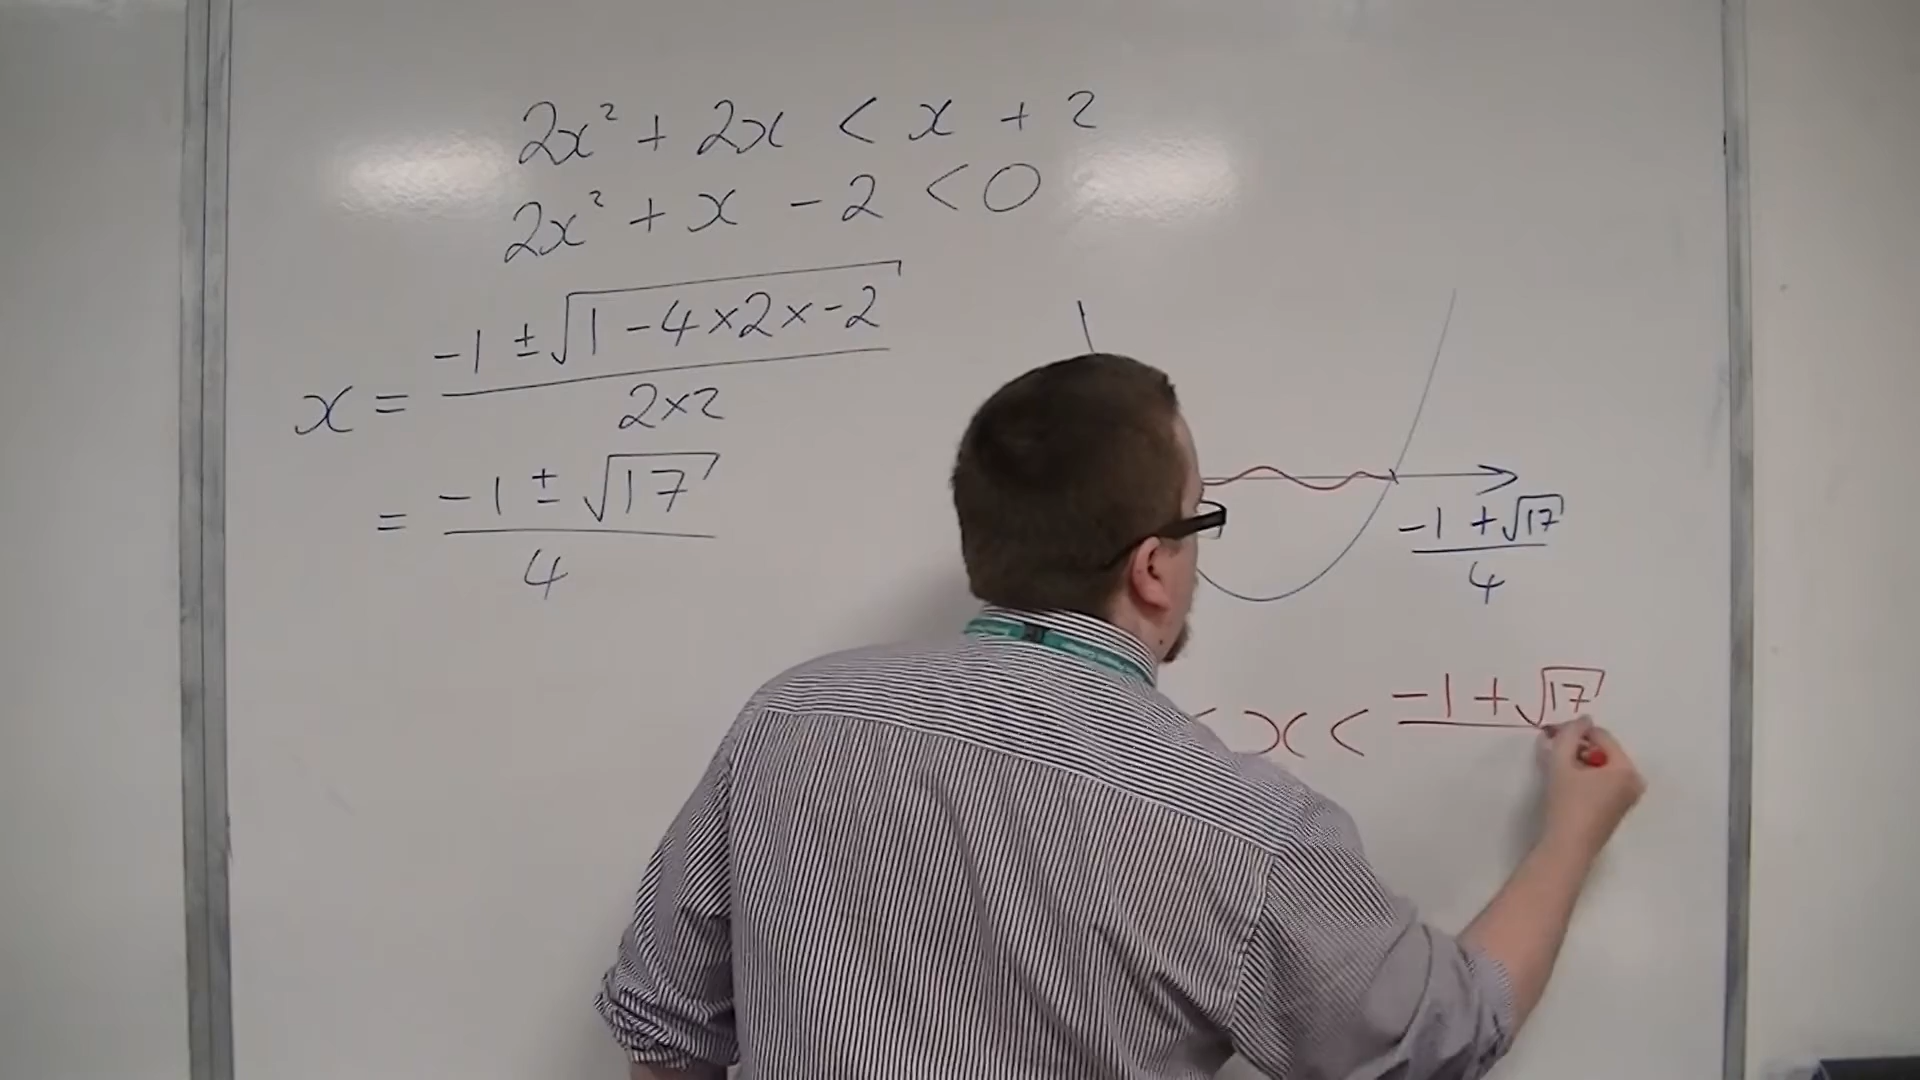 2x² + 2x < x + 2
2x² + x - 2 < 0
x = (-1 ± √(1 - 4 × 2 × -2)) / (2 × 2)
= (-1 ± √17) / 4
(-1 + √17) / 4
< x < -1 + √17